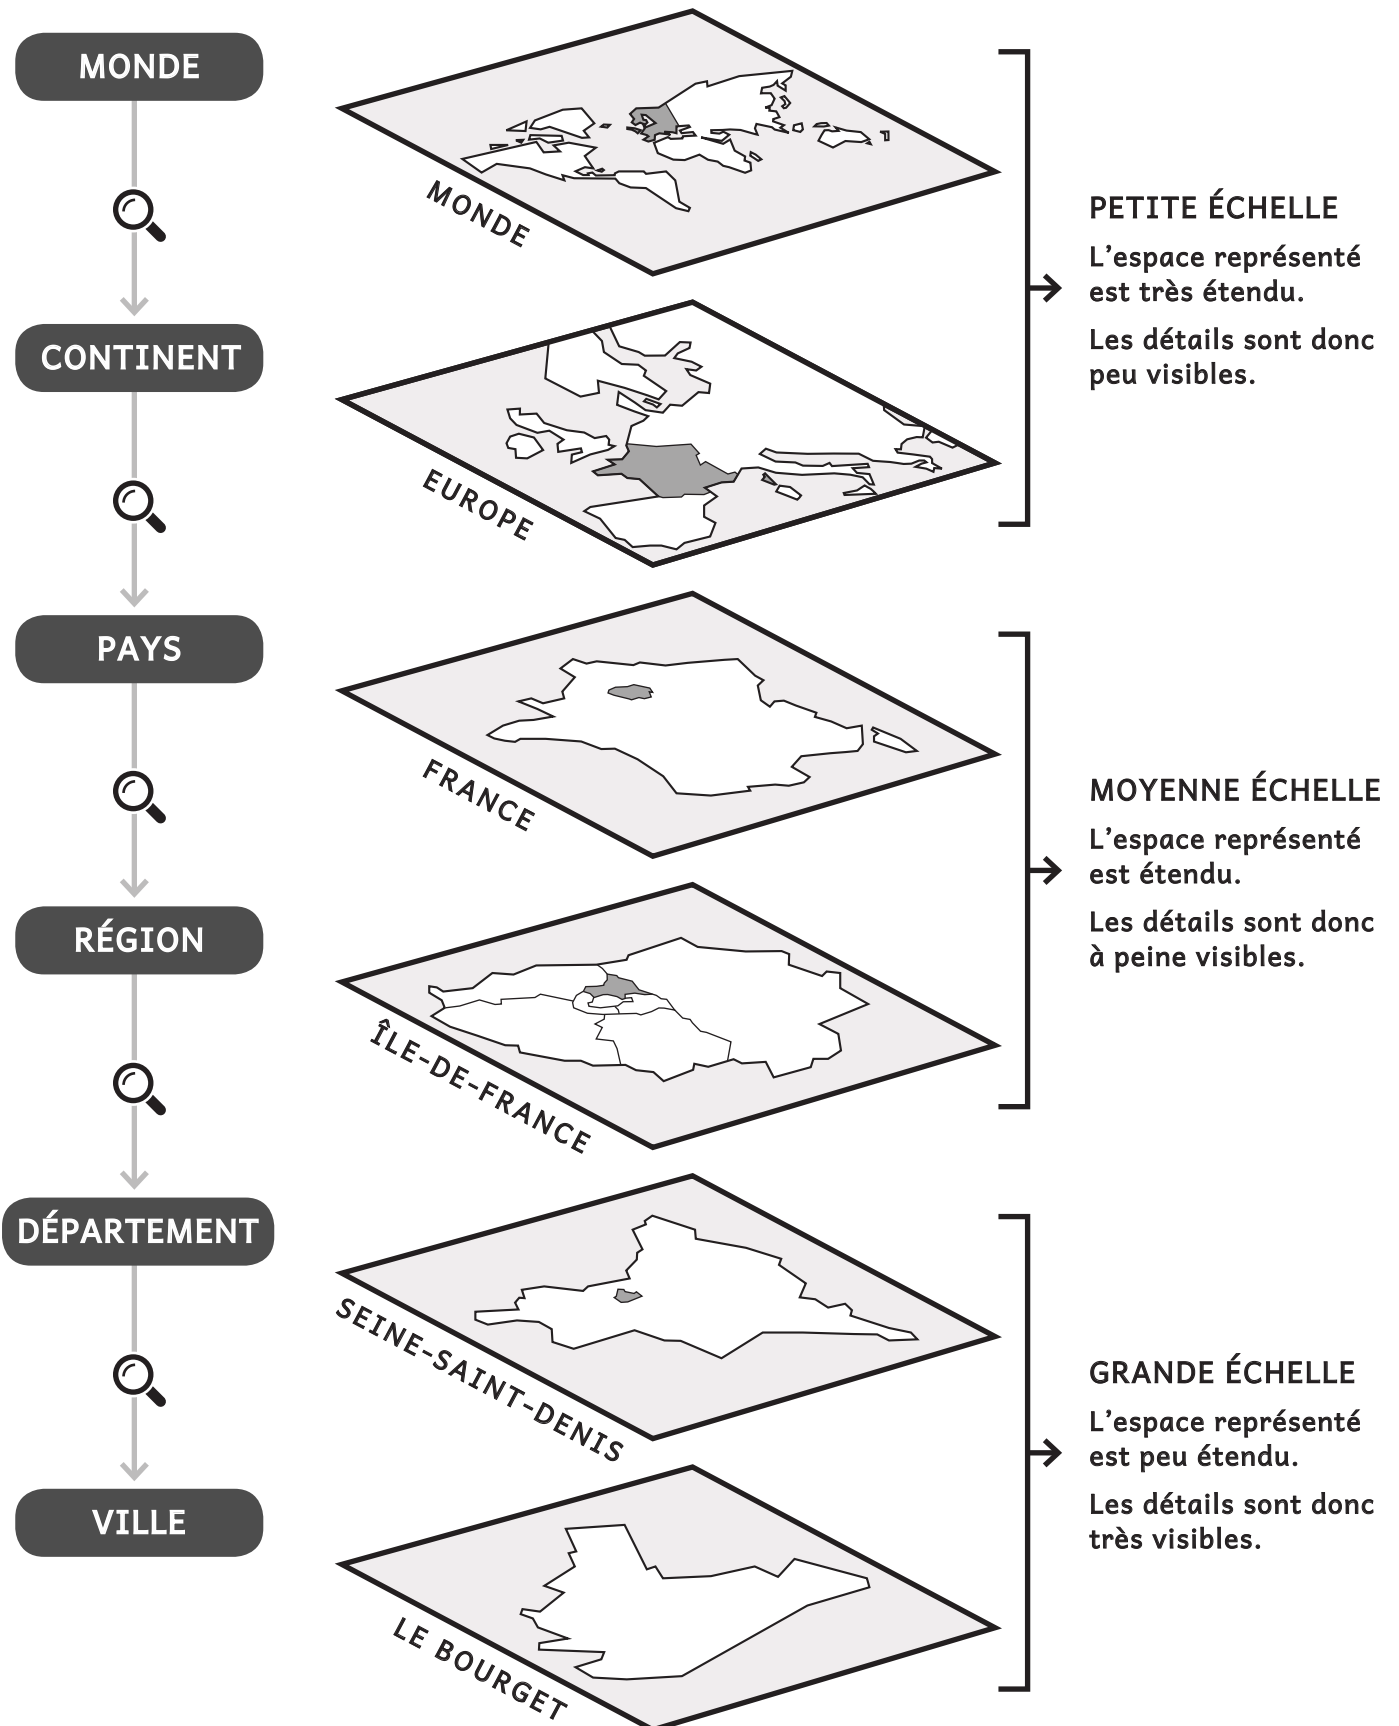 MONDE
MONDE
CONTINENT
EUROPE
PETITE ÉCHELLE
L’espace représenté
est très étendu.
Les détails sont donc
peu visibles.
PAYS
FRANCE
RÉGION
ÎLE-DE-FRANCE
MOYENNE ÉCHELLE
L’espace représenté
est étendu.
Les détails sont donc
à peine visibles.
DÉPARTEMENT
SEINE-SAINT-DENIS
VILLE
LE BOURGET
GRANDE ÉCHELLE
L’espace représenté
est peu étendu.
Les détails sont donc
très visibles.